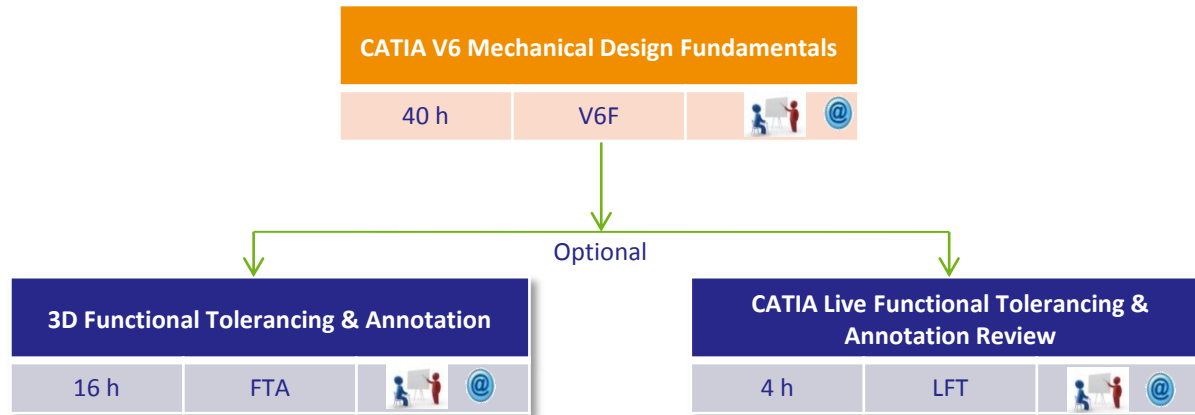 CATIA V6 Mechanical Design Fundamentals
40 h V6F @
Optional
3D Functional Tolerancing & Annotation
16 h FTA @
CATIA Live Functional Tolerancing &
Annotation Review
4 h LFT @